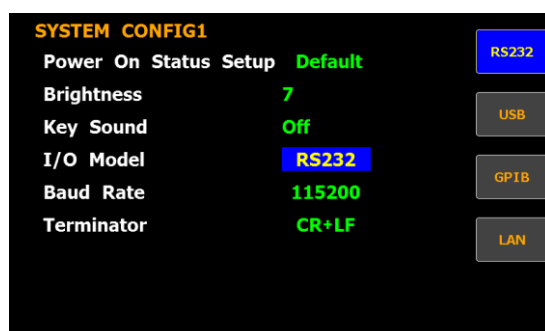 SYSTEM CONFIG1
Power On Status Setup Default
Brightness 7
Key Sound Off
I/O Model RS232
Baud Rate 115200
Terminator CR+LF
RS232
USB
GPIB
LAN